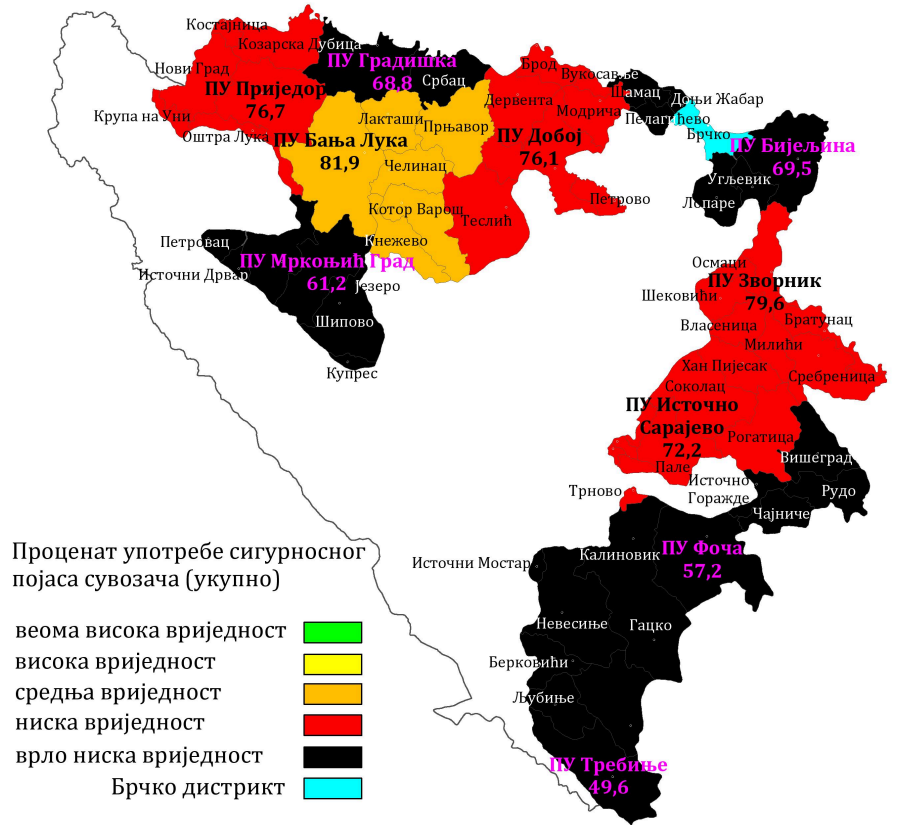 Костајница
Козарска Дубица
ПУ Градишка
68,8
Србац
Нови Град
ПУ Приједор
76,7
Крупа на Уни
Оштра Лука
Брод
Вукосавље
Дервента
Модрича
Шамац
Доњи Жабар
Пелагићево
Брчко
ПУ Бијељина
69,5
Лакташи
Прњавор
ПУ Бања Лука
81,9
ПУ Добој
76,1
Челинац
Угљевик
Лопаре
Петрово
Котор Варош
Теслић
Кнежево
Петровац
ПУ Мркоњић Град
61,2
Источни Дрвар
Језеро
Шипово
Купрес
Осмаци
ПУ Зворник
79,6
Шековићи
Братунац
Власеница
Милићи
Хан Пијесак
Сребреница
Соколац
ПУ Источно
Сарајево
72,2
Рогатица
Пале
Вишеград
Источно
Горажде
Рудо
Трново
Чајниче
Калиновик
ПУ Фоча
57,2
Источни Мостар
Невесиње
Гацко
Берковићи
Љубиње
ПУ Требиње
49,6
Проценат употребе сигурносног
појаса сувозача (укупно)
веома висока вриједност
висока вриједност
средња вриједност
ниска вриједност
врло ниска вриједност
Брчко дистрикт